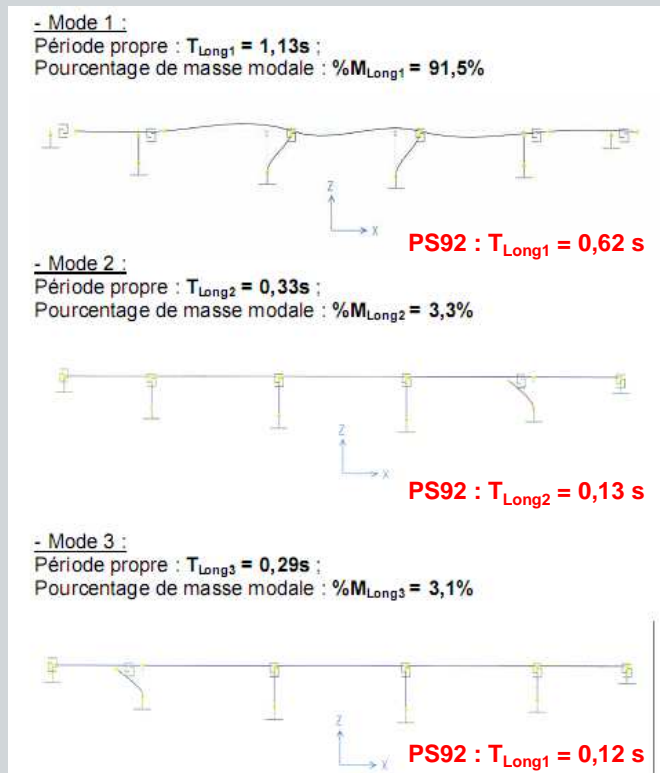 - Mode 1 :
Période propre : TLong1 = 1,13s ;
Pourcentage de masse modale : %MLong1 = 91,5%
Z
X
PS92 : TLong1 = 0,62 s
- Mode 2 :
Période propre : TLong2 = 0,33s ;
Pourcentage de masse modale : %MLong2 = 3,3%
Z
X
PS92 : TLong2 = 0,13 s
- Mode 3 :
Période propre : TLong3 = 0,29s ;
Pourcentage de masse modale : %MLong3 = 3,1%
Z
X
PS92 : TLong1 = 0,12 s